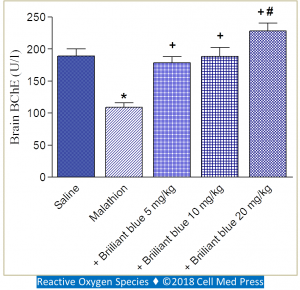 250
200
150
100
50
0
Brain BChE (U/l)
*
+
+
+ #
Saline
Malathion
+ Brilliant blue 5 mg/kg
+ Brilliant blue 10 mg/kg
+ Brilliant blue 20 mg/kg
Reactive Oxygen Species ♦ ©2018 Cell Med Press